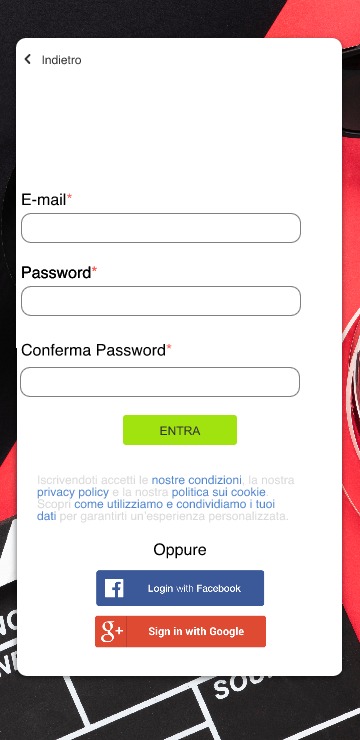 Indietro
E-mail*
Password*
Conferma Password*
ENTRA
Iscrivendoti accetti le nostre condizioni, la nostra
privacy policy e la nostra politica sui cookie.
Scopri come utilizziamo e condividiamo i tuoi
dati per garantirti un'esperienza personalizzata.
Oppure
Login with Facebook
g+ Sign in with Google